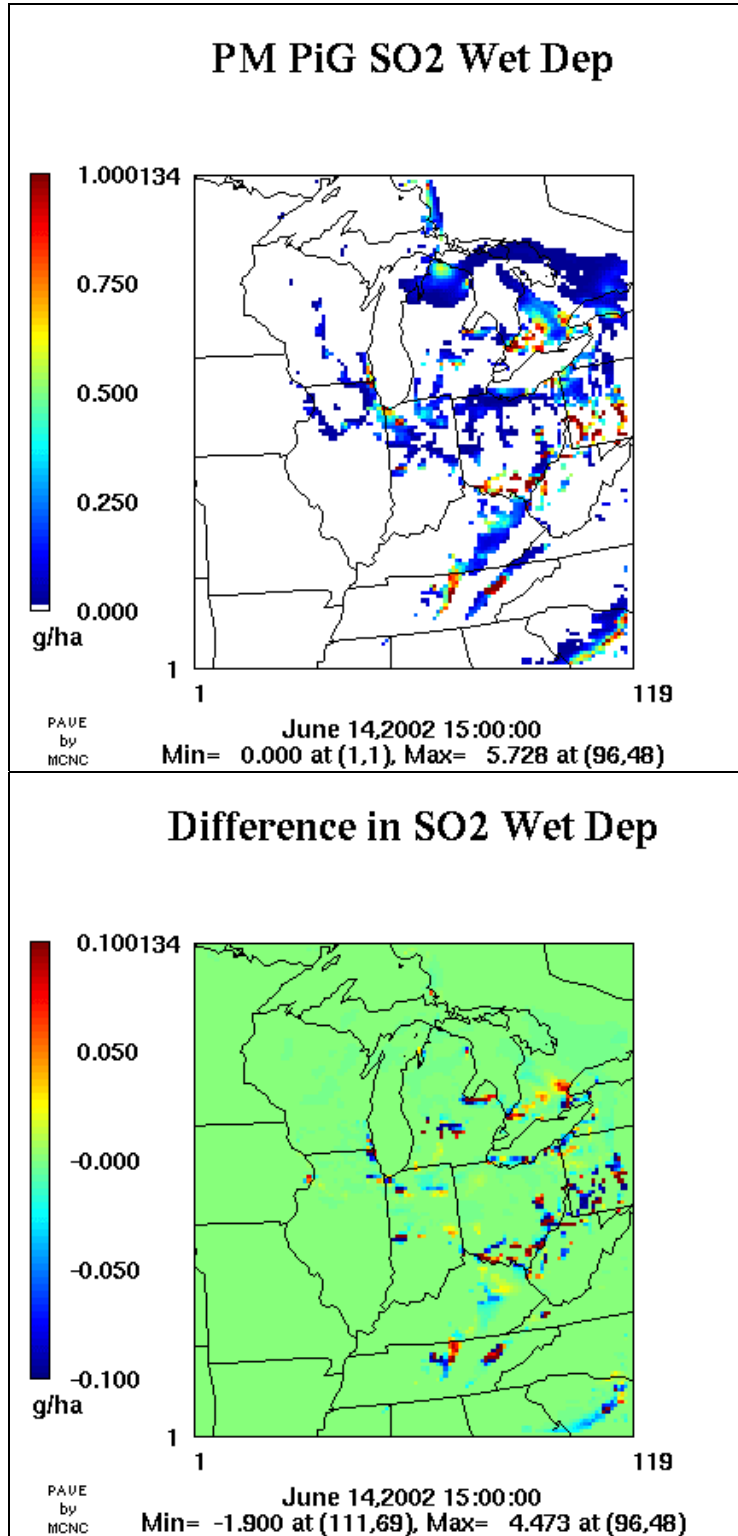 PM PiG SO2 Wet Dep
1.000 134
0.750
0.500
0.250
0.000
g/ha
1
1 119
PAVE
by
MCNC
June 14,2002 15:00:00
Min= 0.000 at (1,1), Max= 5.728 at (96,48)
Difference in SO2 Wet Dep
0.100 134
0.050
-0.000
-0.050
-0.100
g/ha
1
1 119
PAVE
by
MCNC
June 14,2002 15:00:00
Min= -1.900 at (111,69), Max= 4.473 at (96,48)